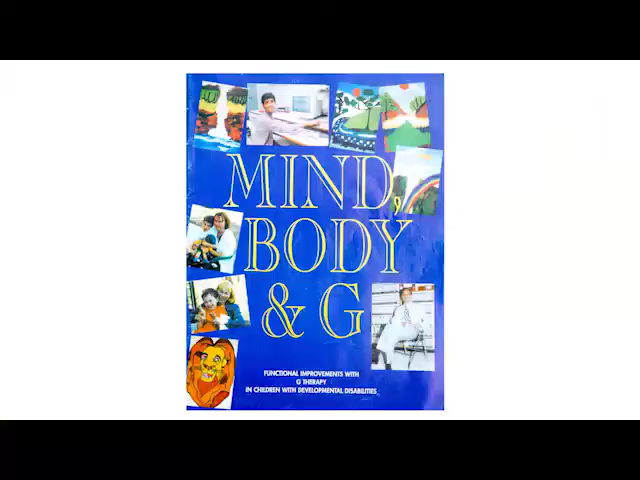 MIND,
BODY
& G
FUNCTIONAL IMPROVEMENTS WITH
G THERAPY
IN CHILDREN WITH DEVELOPMENTAL DISABILITIES